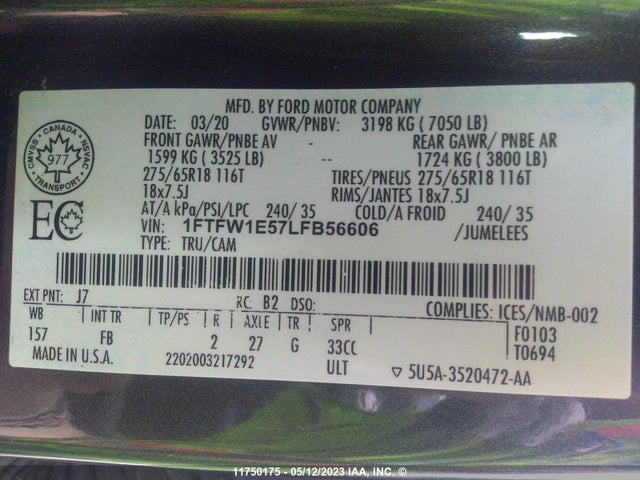 MFD. BY FORD MOTOR COMPANY
DATE: 03/20 GVWR/PNBV: 3198 KG ( 7050 LB)
FRONT GAWR/PNBE AV - REAR GAWR/ PNBE AR
1599 KG ( 3525 LB) -- 1724 KG ( 3800 LB)
275/65R18 116T TIRES/PNEUS 275/65R18 116T
18x7.5J RIMS/JANTES 18x7.5J
AT/A kPa/PSI/LPC 240/ 35 COLD/A FROID 240/ 35
VIN: 1FTFW1E57LFB56606 /JUMELEES
TYPE: TRU/CAM
CANADA
CMVSS NSVAC
977
TRANSPORT
EC
EXT PNT: J7 RC: B2 DSO: COMPLIES: ICES/NMB-002
WB INT TR TP/PS R AXLE TR SPR F0103
157 FB 2 27 G 33CC T0694
MADE IN U.S.A. 2202003217292 ULT ▽ 5U5A-3520472-AA
11750175 - 05/12/2023 IAA, INC. ©